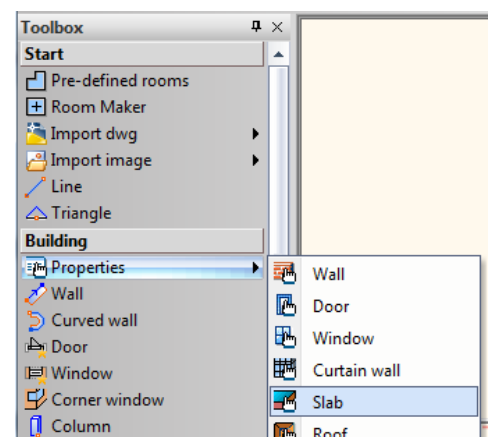 Toolbox
Start
Pre-defined rooms
Room Maker
Import dwg
Import image
Line
Triangle
Building
Properties
Wall
Curved wall
Door
Window
Corner window
Column
Wall
Door
Window
Curtain wall
Slab
Roof